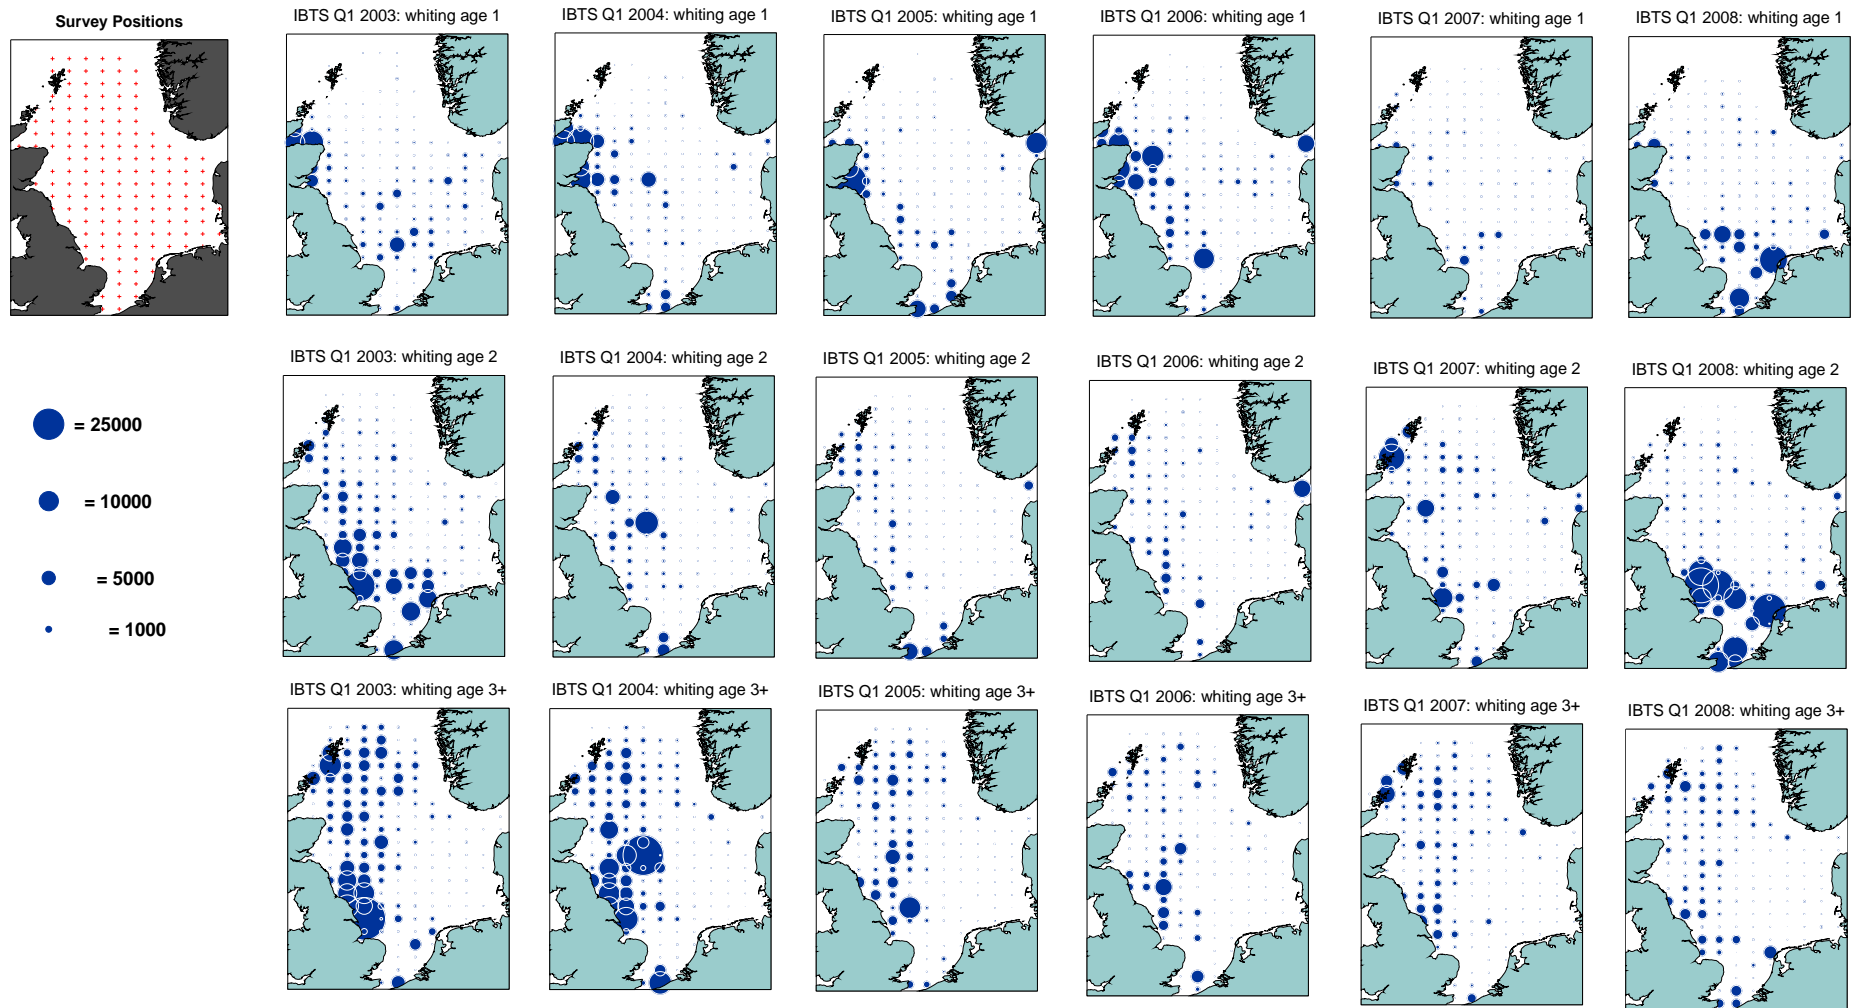 Survey Positions
IBTS Q1 2003: whiting age 1
IBTS Q1 2004: whiting age 1
IBTS Q1 2005: whiting age 1
IBTS Q1 2006: whiting age 1
IBTS Q1 2007: whiting age 1
IBTS Q1 2008: whiting age 1
IBTS Q1 2003: whiting age 2
IBTS Q1 2004: whiting age 2
IBTS Q1 2005: whiting age 2
IBTS Q1 2006: whiting age 2
IBTS Q1 2007: whiting age 2
IBTS Q1 2008: whiting age 2
= 25000
= 10000
= 5000
= 1000
IBTS Q1 2003: whiting age 3+
IBTS Q1 2004: whiting age 3+
IBTS Q1 2005: whiting age 3+
IBTS Q1 2006: whiting age 3+
IBTS Q1 2007: whiting age 3+
IBTS Q1 2008: whiting age 3+